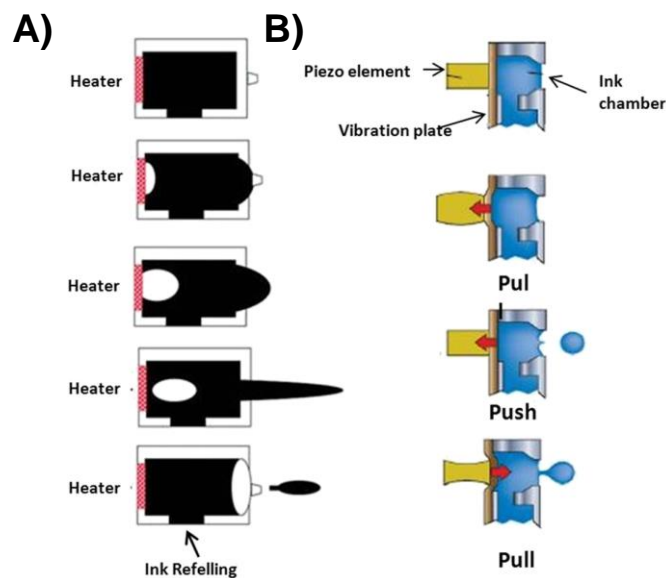 A)
B)
Heater
Piezo element
Ink
chamber
Vibration plate
Heater
Pul
Heater
Push
Heater
Heater
Pull
Ink Refelling